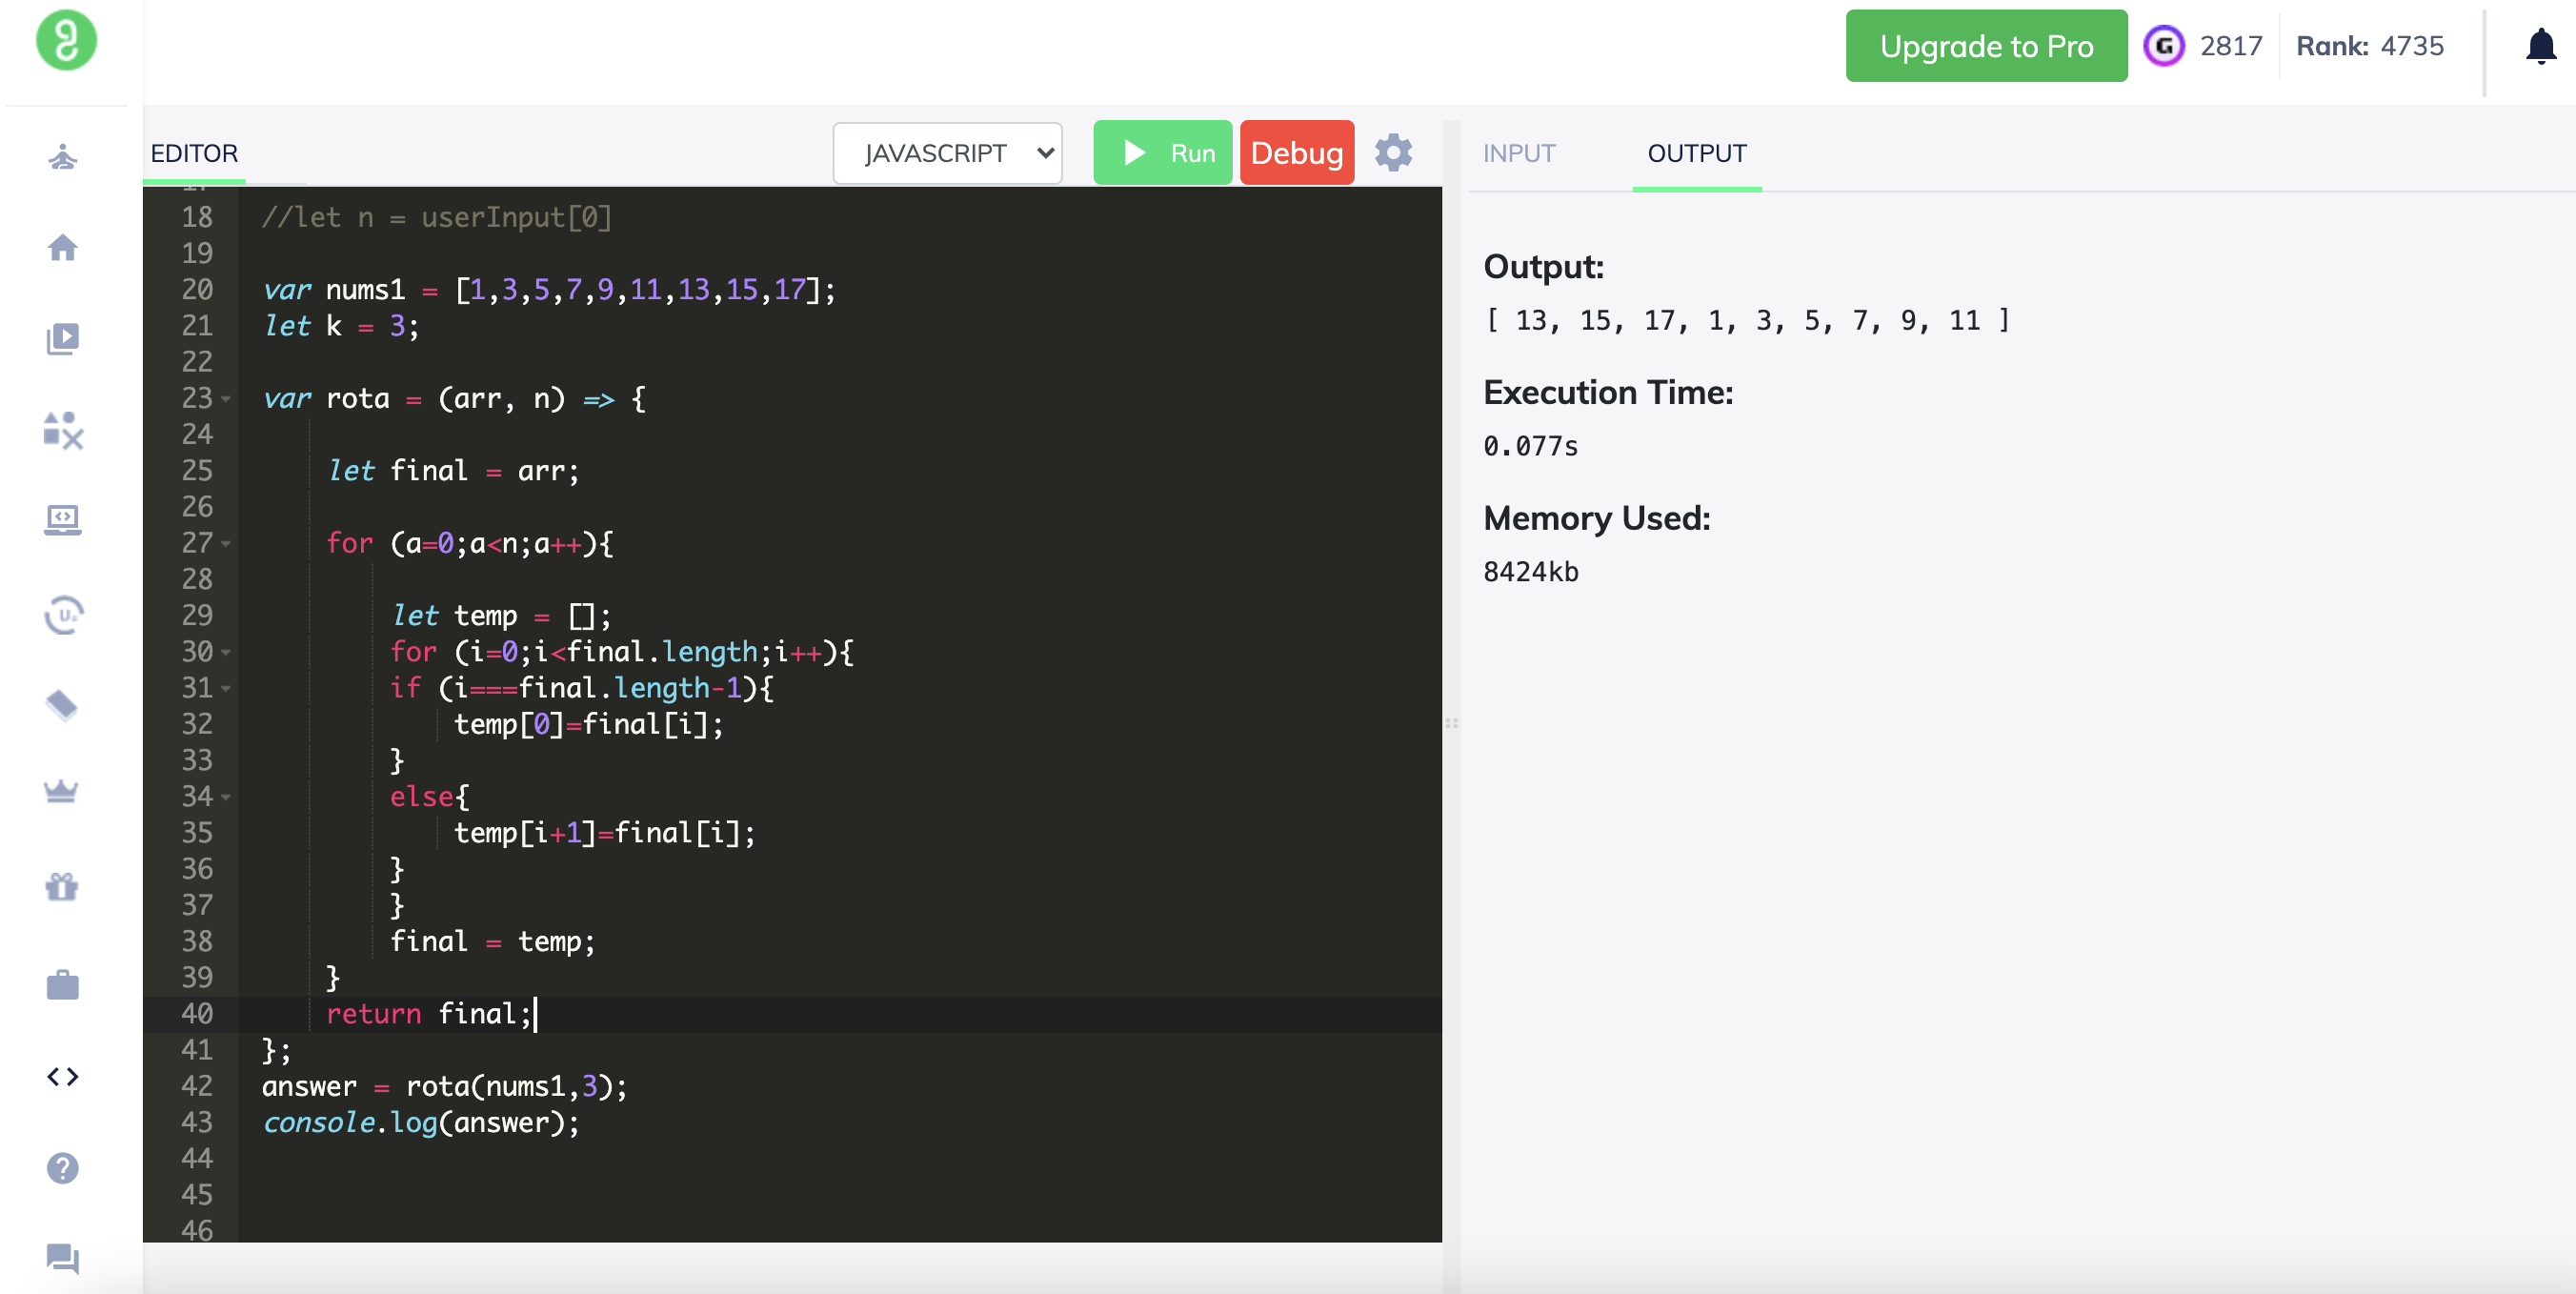 Upgrade to Pro
G 2817
Rank: 4735
EDITOR
JAVASCRIPT
Run
Debug
INPUT
OUTPUT
18 //let n = userInput[0]
19
20 var nums1 = [1,3,5,7,9,11,13,15,17];
21 let k = 3;
22
23 var rota = (arr, n) => {
24
25 let final = arr;
26
27 for (a=0;a<n;a++){
28
29 let temp = [];
30 for (i=0;i<final.length;i++){
31 if (i===final.length-1){
32 temp[0]=final[i];
33 }
34 else{
35 temp[i+1]=final[i];
36 }
37 }
38 final = temp;
39 }
40 return final;
41 };
42 answer = rota(nums1,3);
43 console.log(answer);
44
45
46
Output:
[ 13, 15, 17, 1, 3, 5, 7, 9, 11 ]
Execution Time:
0.077s
Memory Used:
8424kb